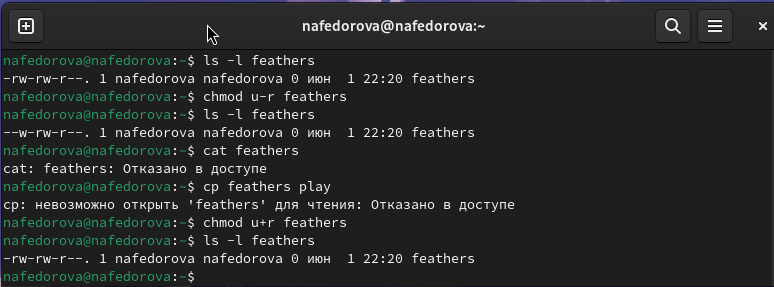 nafedorova@nafedorova:~
nafedorova@nafedorova:~$ ls -l feathers
-rw-rw-r--. 1 nafedorova nafedorova 0 июн  1 22:20 feathers
nafedorova@nafedorova:~$ chmod u-r feathers
nafedorova@nafedorova:~$ ls -l feathers
--w-rw-r--. 1 nafedorova nafedorova 0 июн  1 22:20 feathers
nafedorova@nafedorova:~$ cat feathers
cat: feathers: Отказано в доступе
nafedorova@nafedorova:~$ cp feathers play
cp: невозможно открыть 'feathers' для чтения: Отказано в доступе
nafedorova@nafedorova:~$ chmod u+r feathers
nafedorova@nafedorova:~$ ls -l feathers
-rw-rw-r--. 1 nafedorova nafedorova 0 июн  1 22:20 feathers
nafedorova@nafedorova:~$